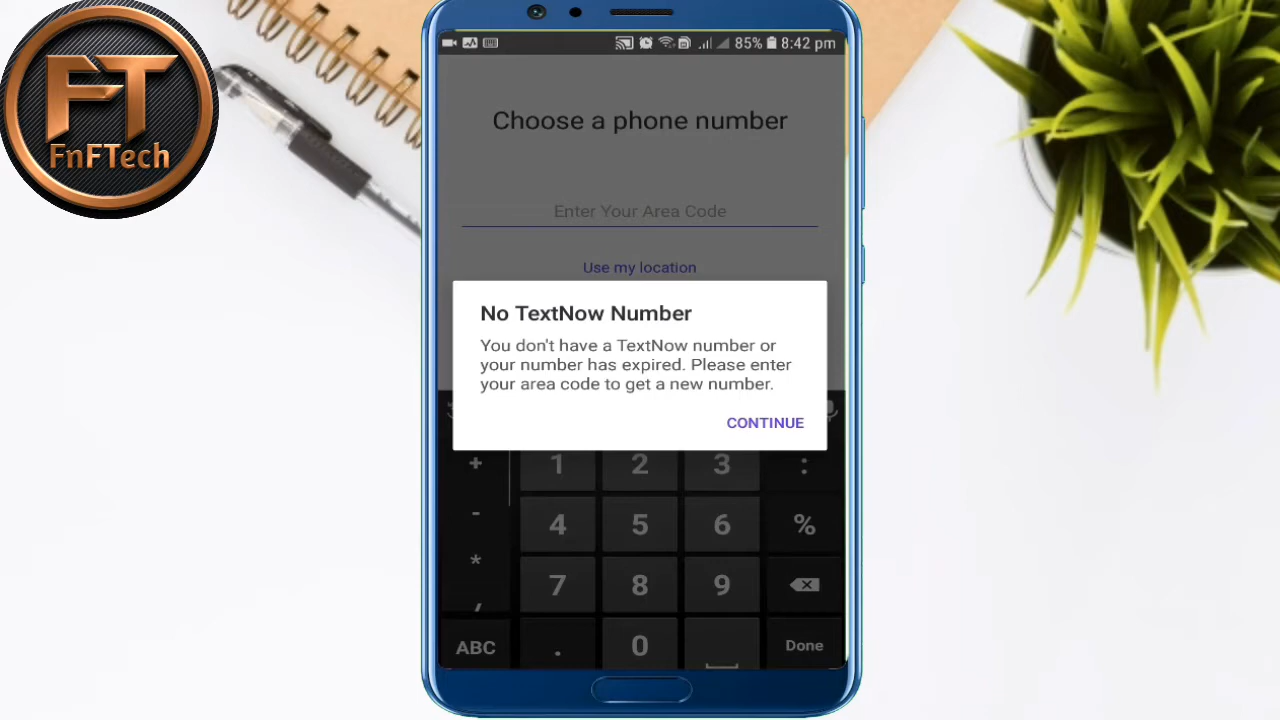 FT
FnFTech
85% 8:42 pm
Choose a phone number
Enter Your Area Code
Use my location
No TextNow Number
You don't have a TextNow number or
your number has expired. Please enter
your area code to get a new number.
CONTINUE
+ 1 2 3 :
- 4 5 6 %
*
7 8 9
,
ABC . 0 Done